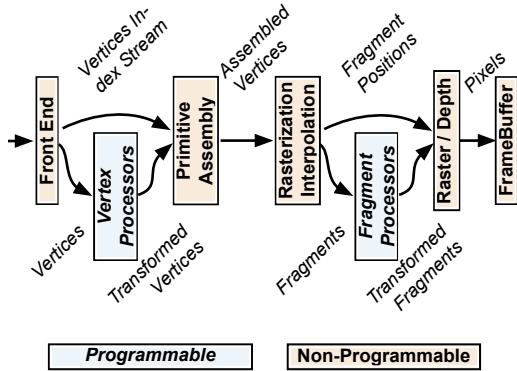 Vertices In-
dex Stream
Assembled
Vertices
Fragment
Positions
Pixels
Front End
Vertex
Processors
Primitive
Assembly
Rasterization
Interpolation
Fragment
Processors
Raster / Depth
FrameBuffer
Vertices
Transformed
Vertices
Fragments
Transformed
Fragments
Programmable
Non-Programmable